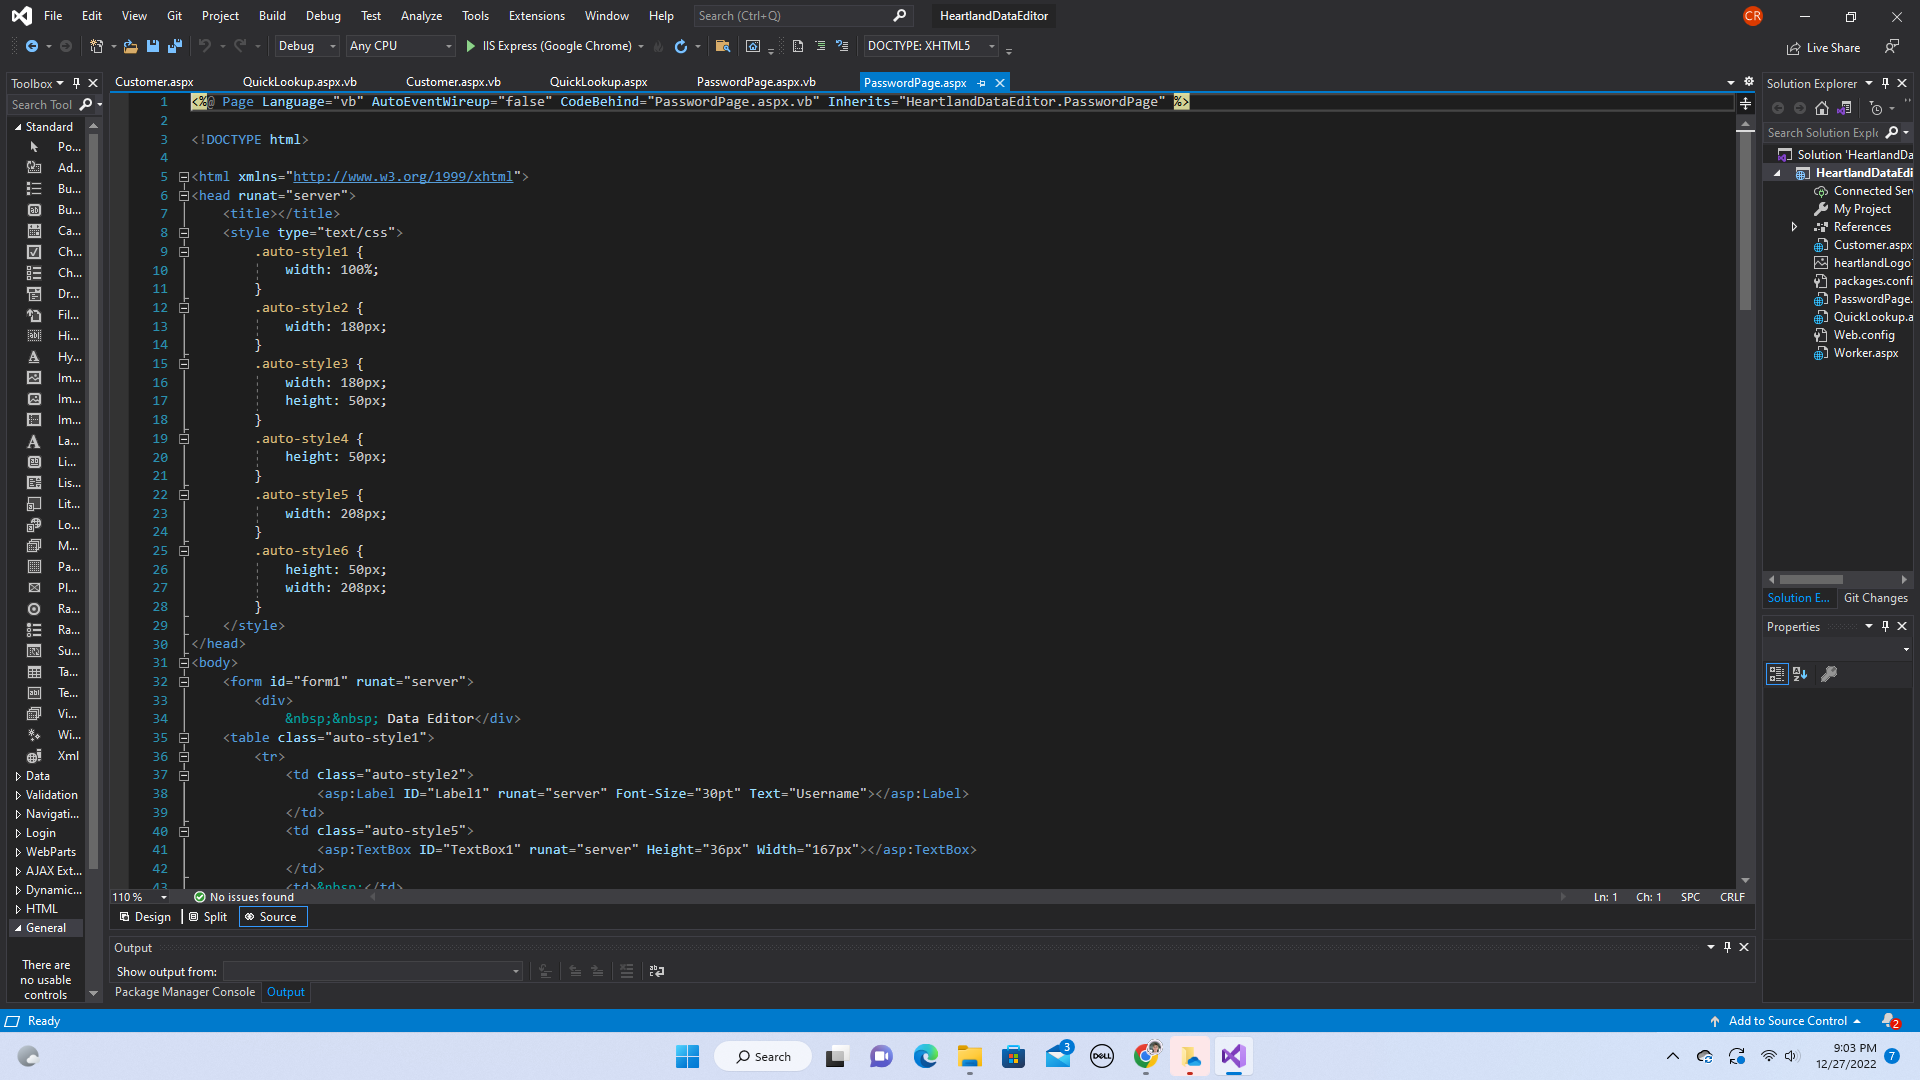 File Edit View Git Project Build Debug Test Analyze Tools Extensions Window Help Search (Ctrl+Q) HeartlandDataEditor CR
Debug Any CPU IIS Express (Google Chrome) DOCTYPE: XHTML5 Live Share
Toolbox
Search Tool
Standard
Po...
Ad...
Bu...
Bu...
Ca...
Ch...
Ch...
Dr...
Fil...
Hi...
Hy...
Im...
Im...
Im...
La...
Li...
Lis...
Lit...
Lo...
M...
Pa...
Pl...
Ra...
Ra...
Su...
Ta...
Te...
Vi...
Wi...
Xml
Data
Validation
Navigati...
Login
WebParts
AJAX Ext...
Dynamic...
HTML
General
There are
no usable
controls
Customer.aspx QuickLookup.aspx.vb Customer.aspx.vb QuickLookup.aspx PasswordPage.aspx.vb PasswordPage.aspx
1 <%@ Page Language="vb" AutoEventWireup="false" CodeBehind="PasswordPage.aspx.vb" Inherits="HeartlandDataEditor.PasswordPage" %>
2
3 <!DOCTYPE html>
4
5 <html xmlns="http://www.w3.org/1999/xhtml">
6 <head runat="server">
7 <title></title>
8 <style type="text/css">
9 .auto-style1 {
10 width: 100%;
11 }
12 .auto-style2 {
13 width: 180px;
14 }
15 .auto-style3 {
16 width: 180px;
17 height: 50px;
18 }
19 .auto-style4 {
20 height: 50px;
21 }
22 .auto-style5 {
23 width: 208px;
24 }
25 .auto-style6 {
26 height: 50px;
27 width: 208px;
28 }
29 </style>
30 </head>
31 <body>
32 <form id="form1" runat="server">
33 <div>
34 &nbsp;&nbsp; Data Editor</div>
35 <table class="auto-style1">
36 <tr>
37 <td class="auto-style2">
38 <asp:Label ID="Label1" runat="server" Font-Size="30pt" Text="Username"></asp:Label>
39 </td>
40 <td class="auto-style5">
41 <asp:TextBox ID="TextBox1" runat="server" Height="36px" Width="167px"></asp:TextBox>
42 </td>
43 <td>&nbsp;</td>
110 % No issues found Ln: 1 Ch: 1 SPC CRLF
Design Split Source
Output
Show output from:
Package Manager Console Output
Solution Explorer
Search Solution Explo
Solution 'HeartlandDa
HeartlandDataEdi
Connected Serv
My Project
References
Customer.aspx
heartlandLogo
packages.confi
PasswordPage.
QuickLookup.a
Web.config
Worker.aspx
Solution E... Git Changes
Properties
Ready Add to Source Control 2
Search 3 DELL 9:03 PM 7
12/27/2022